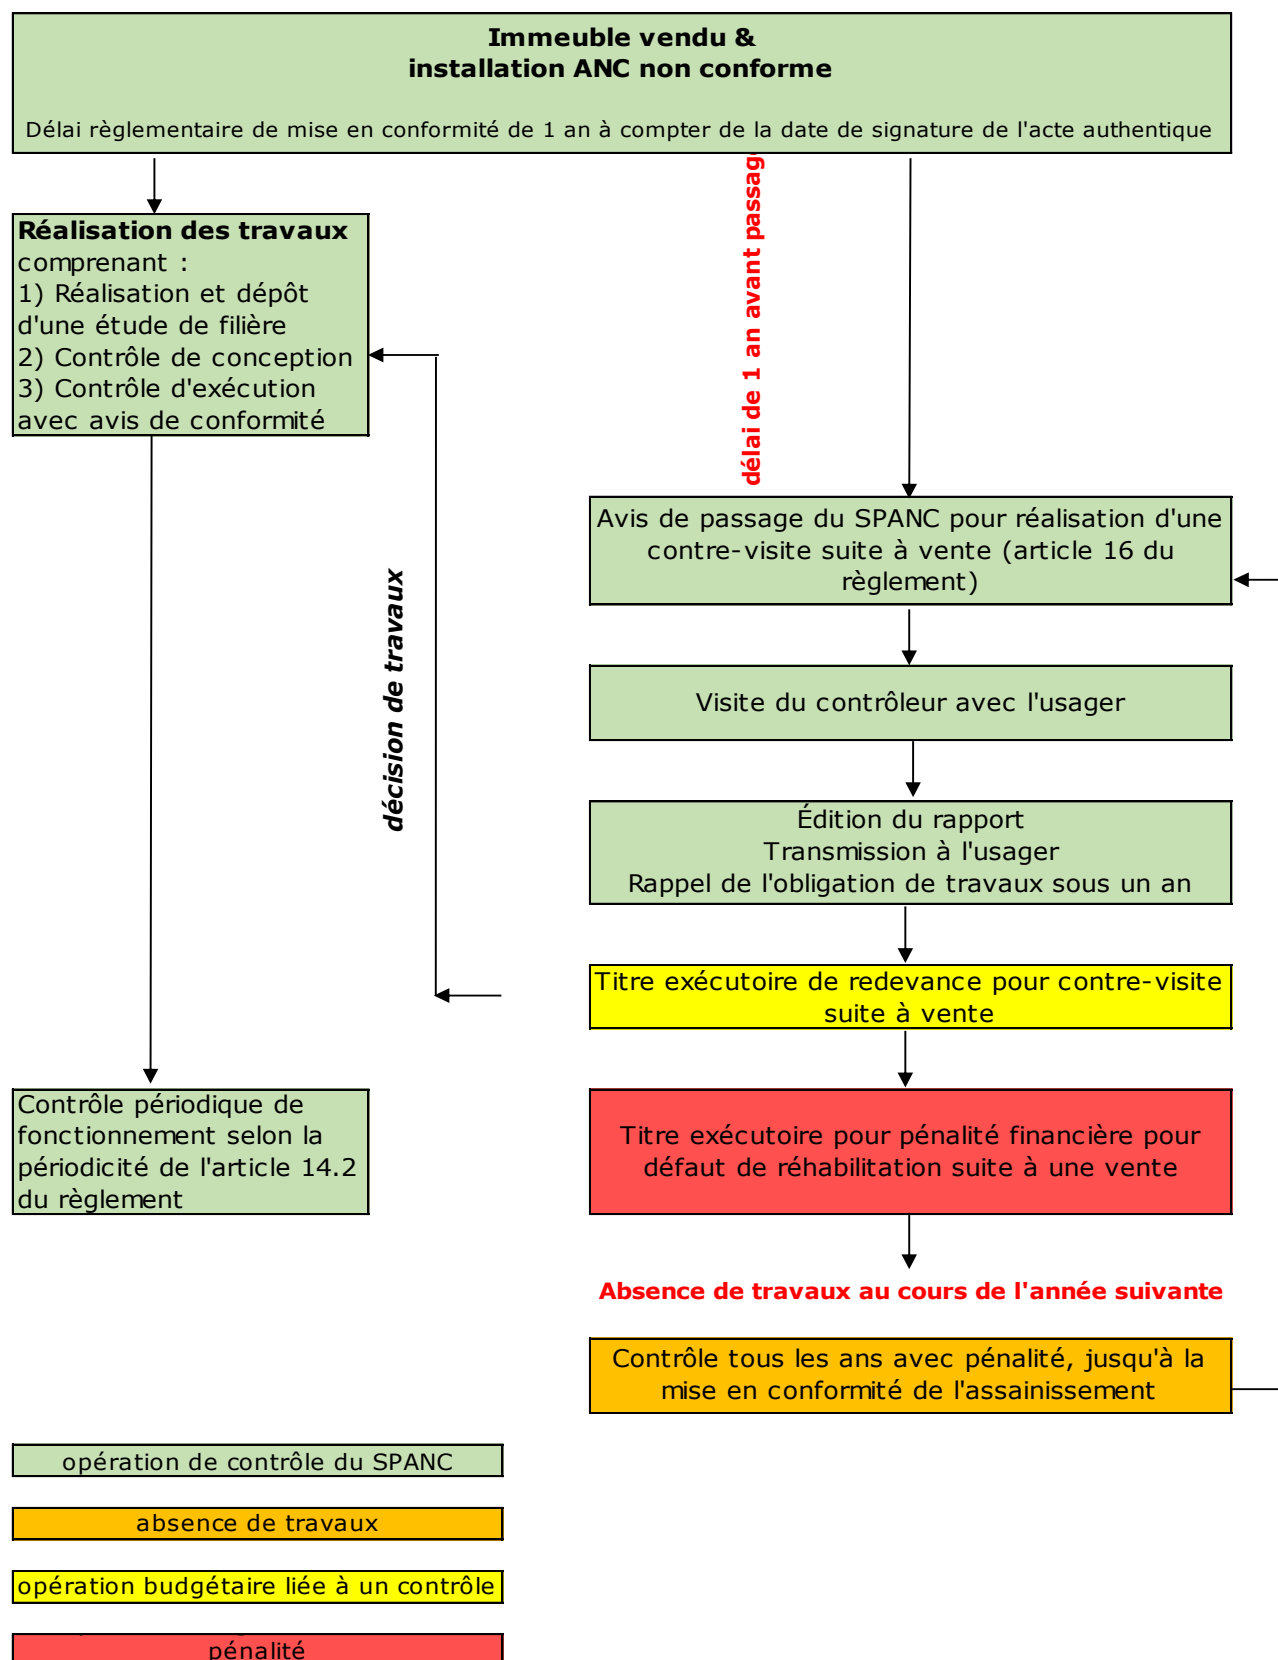 Immeuble vendu &
installation ANC non conforme
Délai règlementaire de mise en conformité de 1 an à compter de la date de signature de l'acte authentique
délai de 1 an avant
Réalisation des travaux
comprenant :
1) Réalisation et dépôt
d'une étude de filière
2) Contrôle de conception
3) Contrôle d'exécution
avec avis de conformité
Avis de passage du SPANC pour réalisation d'une
contre-visite suite à vente (article 16 du
règlement)
décision de travaux
Visite du contrôleur avec l'usager
Édition du rapport
Transmission à l'usager
Rappel de l'obligation de travaux sous un an
Titre exécutoire de redevance pour contre-visite
suite à vente
Contrôle périodique de
fonctionnement selon la
périodicité de l'article 14.2
du règlement
Titre exécutoire pour pénalité financière pour
défaut de réhabilitation suite à une vente
Absence de travaux au cours de l'année suivante
Contrôle tous les ans avec pénalité, jusqu'à la
mise en conformité de l'assainissement
opération de contrôle du SPANC
absence de travaux
opération budgétaire liée à un contrôle
pénalité